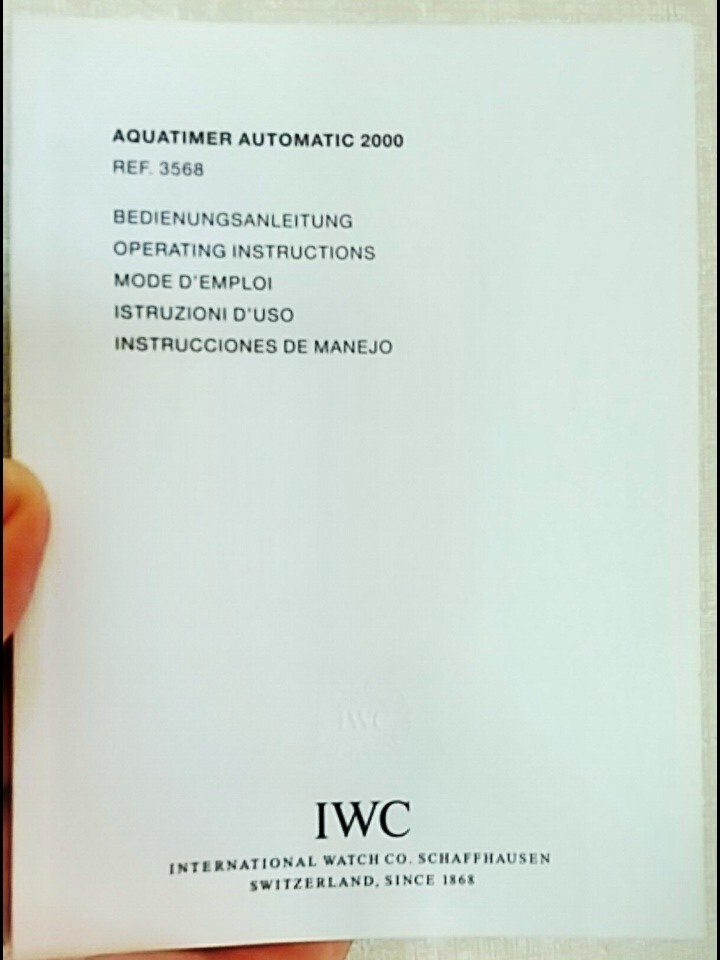 AQUATIMER AUTOMATIC 2000
REF. 3568
BEDIENUNGSANLEITUNG
OPERATING INSTRUCTIONS
MODE D'EMPLOI
ISTRUZIONI D'USO
INSTRUCCIONES DE MANEJO
IWC
IWC
INTERNATIONAL WATCH CO. SCHAFFHAUSEN
SWITZERLAND, SINCE 1868